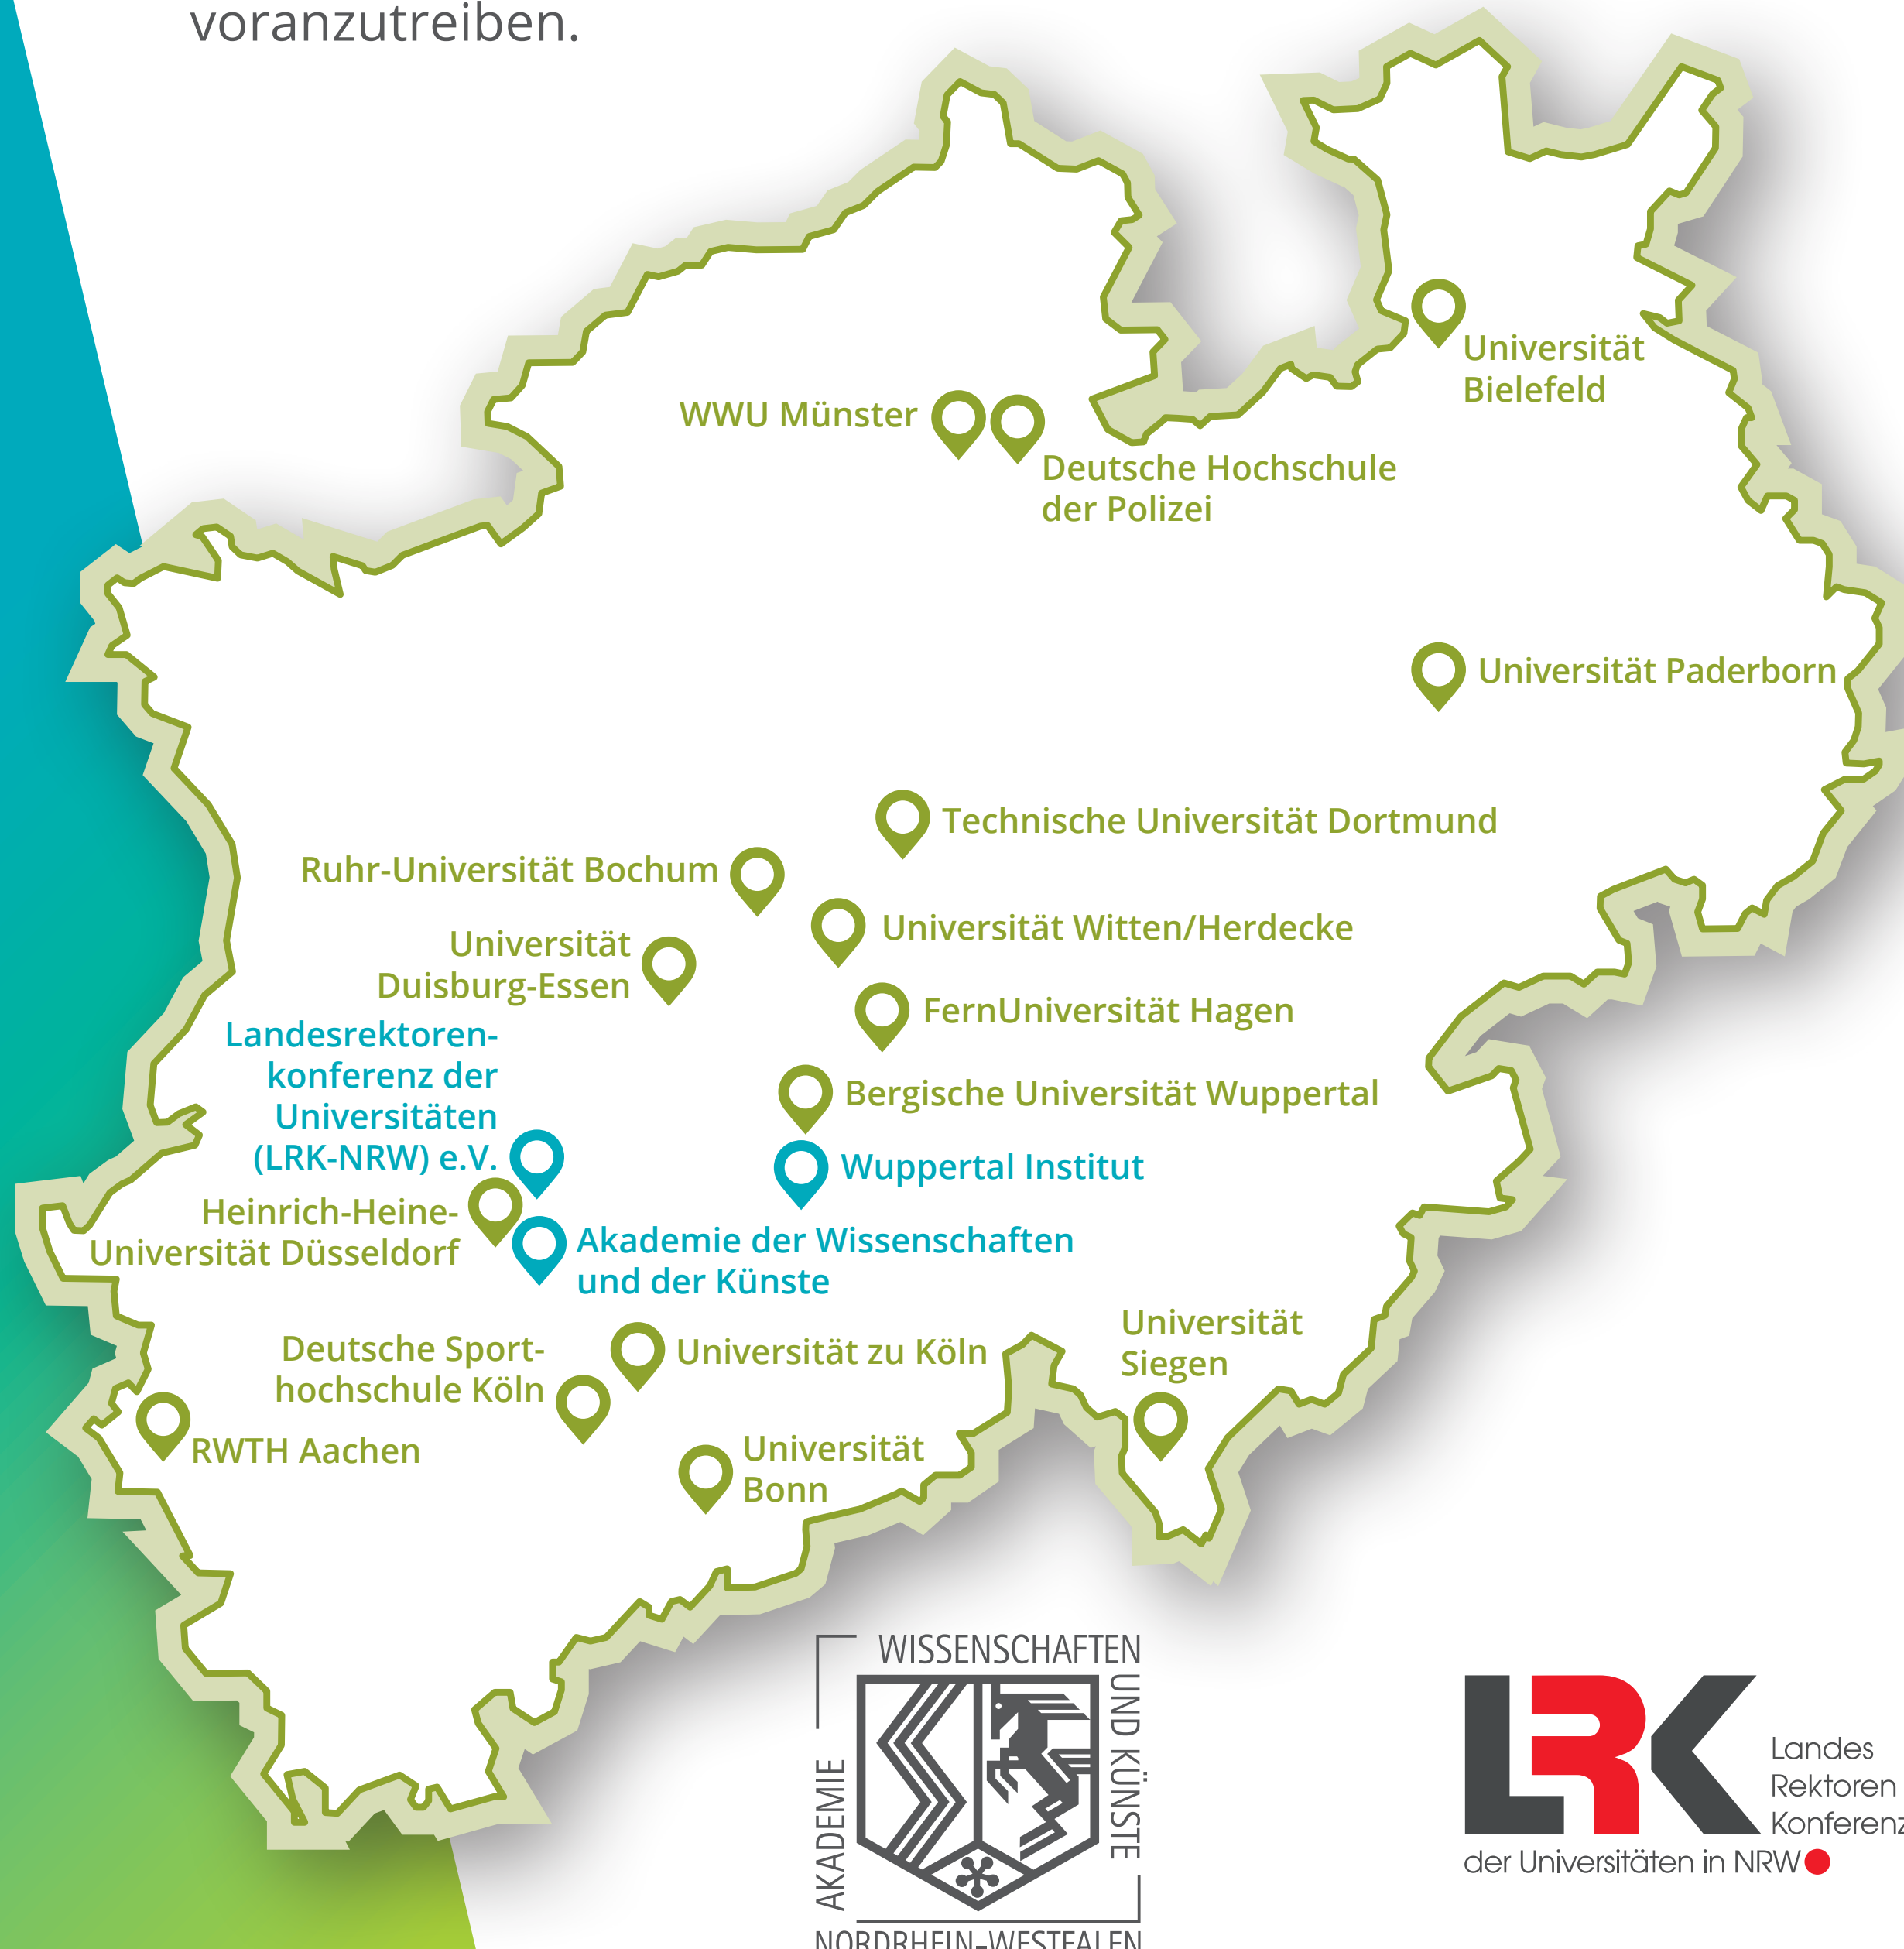 voranzutreiben.
Universität
Bielefeld
WWU Münster
Deutsche Hochschule
der Polizei
Universität Paderborn
Technische Universität Dortmund
Ruhr-Universität Bochum
Universität Witten/Herdecke
Universität
Duisburg-Essen
FernUniversität Hagen
Landesrektoren-
konferenz der
Universitäten
(LRK-NRW) e.V.
Bergische Universität Wuppertal
Wuppertal Institut
Heinrich-Heine-
Universität Düsseldorf
Akademie der Wissenschaften
und der Künste
Universität
Siegen
Deutsche Sport-
hochschule Köln
Universität zu Köln
RWTH Aachen
Universität
Bonn
AKADEMIE
WISSENSCHAFTEN
UND KÜNSTE
NORDRHEIN-WESTFALEN
LRK
Landes
Rektoren
Konferenz
der Universitäten in NRW